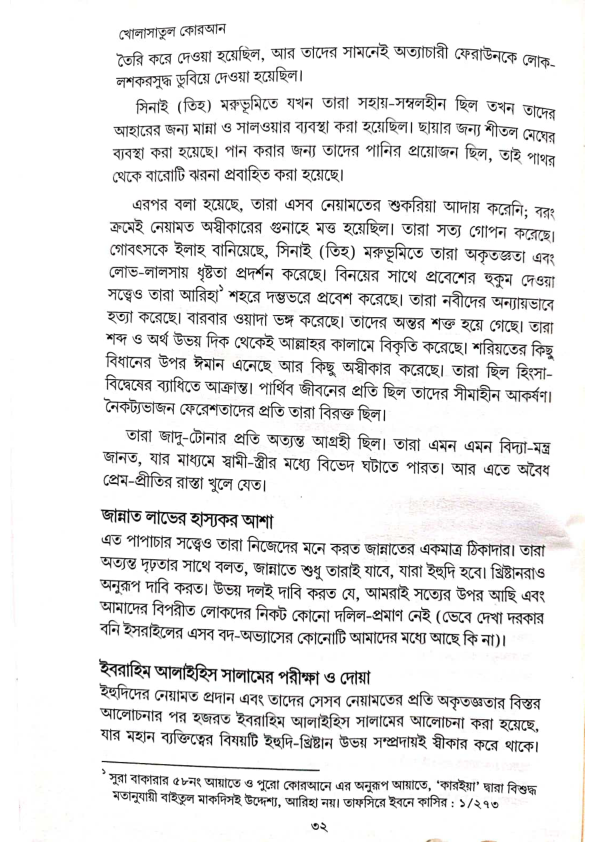 খোলাসাতুল কোরআন
তৈরি করে দেওয়া হয়েছিল, আর তাদের সামনেই অত্যাচারী ফেরাউনকে লোক-
লশকরসুদ্ধ ডুবিয়ে দেওয়া হয়েছিল।
সিনাই (তিহ) মরুভূমিতে যখন তারা সহায়-সম্বলহীন ছিল তখন তাদের
আহারের জন্য মান্না ও সালওয়ার ব্যবস্থা করা হয়েছিল। ছায়ার জন্য শীতল মেঘের
ব্যবস্থা করা হয়েছে। পান করার জন্য তাদের পানির প্রয়োজন ছিল, তাই পাথর
থেকে বারোটি ঝরনা প্রবাহিত করা হয়েছে।
এরপর বলা হয়েছে, তারা এসব নেয়ামতের শুকরিয়া আদায় করেনি; বরং
ক্রমেই নেয়ামত অস্বীকারের গুনাহে মত্ত হয়েছিল। তারা সত্য গোপন করেছে।
গোবৎসকে ইলাহ বানিয়েছে, সিনাই (তিহ) মরুভূমিতে তারা অকৃতজ্ঞতা এবং
লোভ-লালসায় ধৃষ্টতা প্রদর্শন করেছে। বিনয়ের সাথে প্রবেশের হুকুম দেওয়া
সত্ত্বেও তারা আরিহা¹ শহরে দম্ভভরে প্রবেশ করেছে। তারা নবীদের অন্যায়ভাবে
হত্যা করেছে। বারবার ওয়াদা ভঙ্গ করেছে। তাদের অন্তর শক্ত হয়ে গেছে। তারা
শব্দ ও অর্থ উভয় দিক থেকেই আল্লাহর কালামে বিকৃতি করেছে। শরিয়তের কিছু
বিধানের উপর ঈমান এনেছে আর কিছু অস্বীকার করেছে। তারা ছিল হিংসা-
বিদ্বেষের ব্যাধিতে আক্রান্ত। পার্থিব জীবনের প্রতি ছিল তাদের সীমাহীন আকর্ষণ।
নৈকট্যভাজন ফেরেশতাদের প্রতি তারা বিরক্ত ছিল।
তারা জাদু-টোনার প্রতি অত্যন্ত আগ্রহী ছিল। তারা এমন এমন বিদ্যা-মন্ত্র
জানত, যার মাধ্যমে স্বামী-স্ত্রীর মধ্যে বিভেদ ঘটাতে পারত। আর এতে অবৈধ
প্রেম-প্রীতির রাস্তা খুলে যেত।
জান্নাত লাভের হাস্যকর আশা
এত পাপাচার সত্ত্বেও তারা নিজেদের মনে করত জান্নাতের একমাত্র ঠিকাদার। তারা
অত্যন্ত দৃঢ়তার সাথে বলত, জান্নাতে শুধু তারাই যাবে, যারা ইহুদি হবে। খ্রিষ্টানরাও
অনুরূপ দাবি করত। উভয় দলই দাবি করত যে, আমরাই সত্যের উপর আছি এবং
আমাদের বিপরীত লোকদের নিকট কোনো দলিল-প্রমাণ নেই (ভেবে দেখা দরকার
বনি ইসরাইলের এসব বদ-অভ্যাসের কোনোটি আমাদের মধ্যে আছে কি না)।
ইবরাহিম আলাইহিস সালামের পরীক্ষা ও দোয়া
ইহুদিদের নেয়ামত প্রদান এবং তাদের সেসব নেয়ামতের প্রতি অকৃতজ্ঞতার বিস্তর
আলোচনার পর হজরত ইবরাহিম আলাইহিস সালামের আলোচনা করা হয়েছে,
যার মহান ব্যক্তিত্বের বিষয়টি ইহুদি-খ্রিষ্টান উভয় সম্প্রদায়ই স্বীকার করে থাকে।
¹ সুরা বাকারার ৫৮নং আয়াতে ও পুরো কোরআনে এর অনুরূপ আয়াতে, ‘কারইয়া’ দ্বারা বিশুদ্ধ
মতানুযায়ী বাইতুল মাকদিসই উদ্দেশ্য, আরিহা নয়। তাফসিরে ইবনে কাসির : ১/২৭৩
৩২